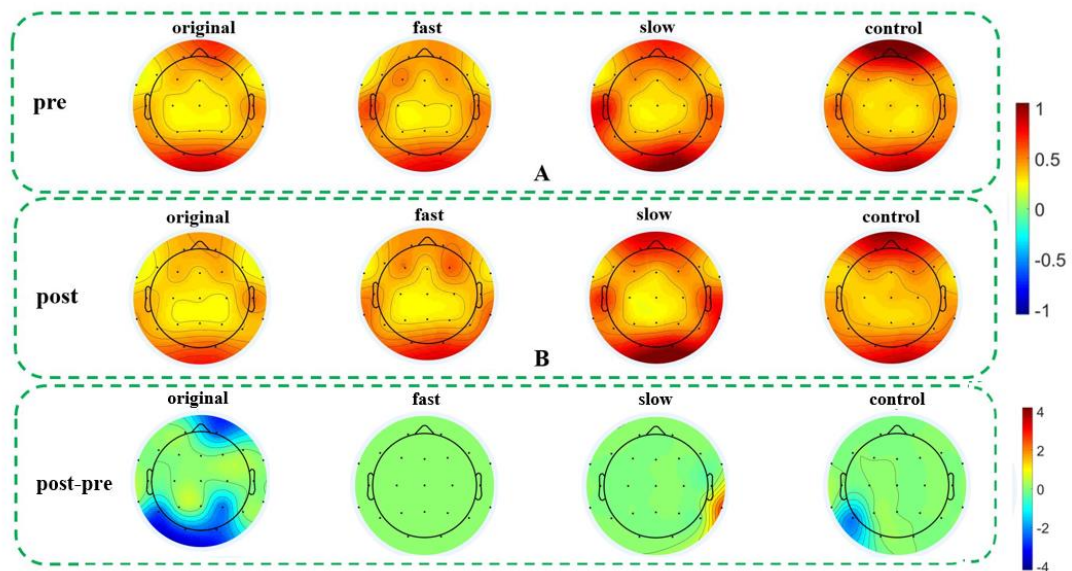 original fast slow control
pre
A
1
0.5
0
-0.5
-1
original fast slow control
post
B
original fast slow control
post-pre
4
2
0
-2
-4